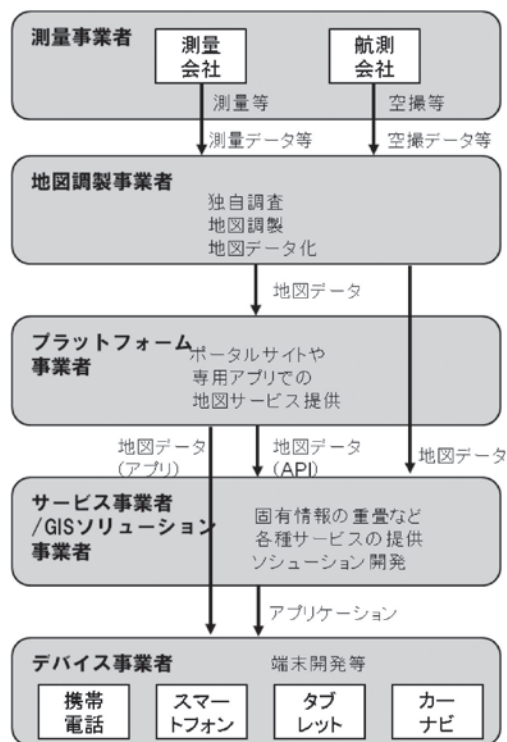 測量事業者
測量
会社
航測
会社
測量等
空撮等
測量データ等
空撮データ等
地図調製事業者
独自調査
地図調製
地図データ化
地図データ
プラットフォーム
事業者
ポータルサイトや
専用アプリでの
地図サービス提供
地図データ
(アプリ)
地図データ
(API)
地図データ
サービス事業者
/GISソリューション
事業者
固有情報の重畳など
各種サービスの提供
ソシューション開発
アプリケーション
デバイス事業者
端末開発等
携帯
電話
スマー
トフォン
タブ
レット
カー
ナビ